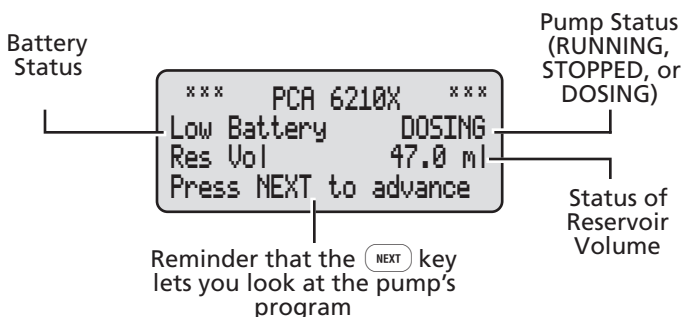 Battery
Status
Pump Status
(RUNNING,
STOPPED, or
DOSING)
*** PCA 6210X ***
Low Battery DOSING
Res Vol 47.0 ml
Press NEXT to advance
Status of
Reservoir
Volume
Reminder that the NEXT key
lets you look at the pump's
program